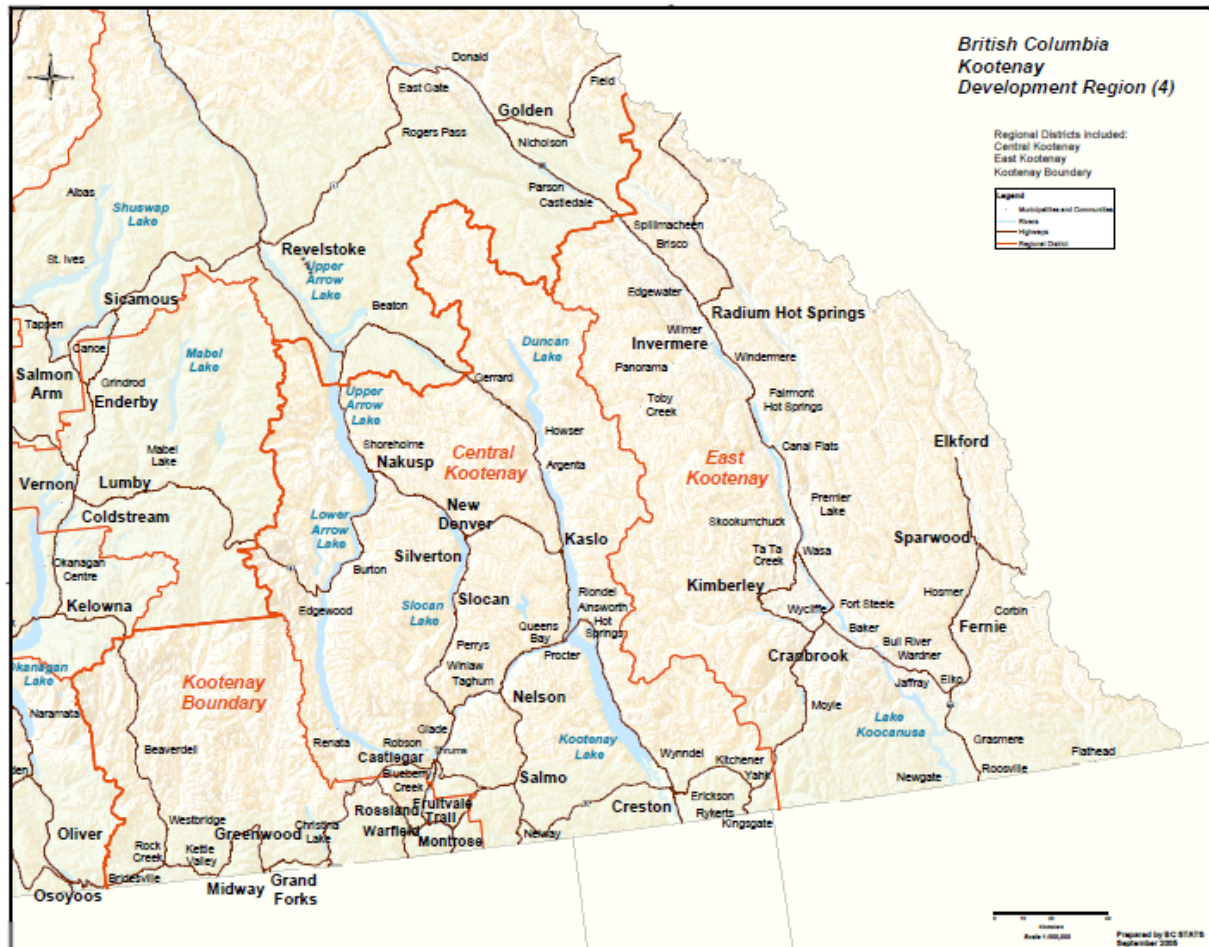 British Columbia
Kootenay
Development Region (4)
Regional Districts Included:
Central Kootenay
East Kootenay
Kootenay Boundary
Legend
Municipalities and Communities
Rivers
Highways
Regional District
Donald
Field
East Gate
Golden
Rogers Pass
Nicholson
Albas
Parson
Castledale
Shuswap
Lake
Spillimacheen
Brisco
Revelstoke
St. Ives
Upper
Arrow
Lake
Edgewater
Sicamous
Beaton
Radium Hot Springs
Tappen
Wilmer
Invermere
Canoe
Mabel
Lake
Duncan
Lake
Windermere
Salmon
Arm
Grindrod
Gerrard
Panorama
Enderby
Upper
Arrow
Lake
Toby
Creek
Fairmont
Hot Springs
Howser
Shoreholme
Central
Kootenay
Canal Flats
Elkford
Mabel
Lake
Nakusp
Argenta
East
Kootenay
Vernon
Lumby
New
Denver
Premier
Lake
Coldstream
Lower
Arrow
Lake
Skookumchuck
Kaslo
Sparwood
Silverton
Ta Ta
Creek
Wasa
Okanagan
Centre
Burton
Kimberley
Riondel
Hosmer
Kelowna
Edgewood
Slocan
Lake
Slocan
Ainsworth
Hot
Springs
Wycliffe
Fort Steele
Corbin
Queens
Bay
Baker
Fernie
Perrys
Procter
Bull River
Wardner
Okanagan
Lake
Winlaw
Cranbrook
Kootenay
Boundary
Taghum
Jaffray
Elko
Nelson
Naramata
Moyie
Lake
Koocanusa
Glade
Beaverdell
Renata
Robson
Thrums
Kootenay
Lake
Wynndel
Grasmere
Castlegar
Kitchener
Flathead
den
Blueberry
Creek
Salmo
Yahk
Newgate
Roosville
Rossland
Fruitvale
Trail
Creston
Erickson
Westbridge
Christina
Lake
Rykerts
Oliver
Greenwood
Warfield
Kingsgate
Rock
Creek
Kettle
Valley
Montrose
Nelway
Bridesville
Midway
Grand
Forks
Osoyoos
Kilometers
Prepared by BC STATS
September 2005